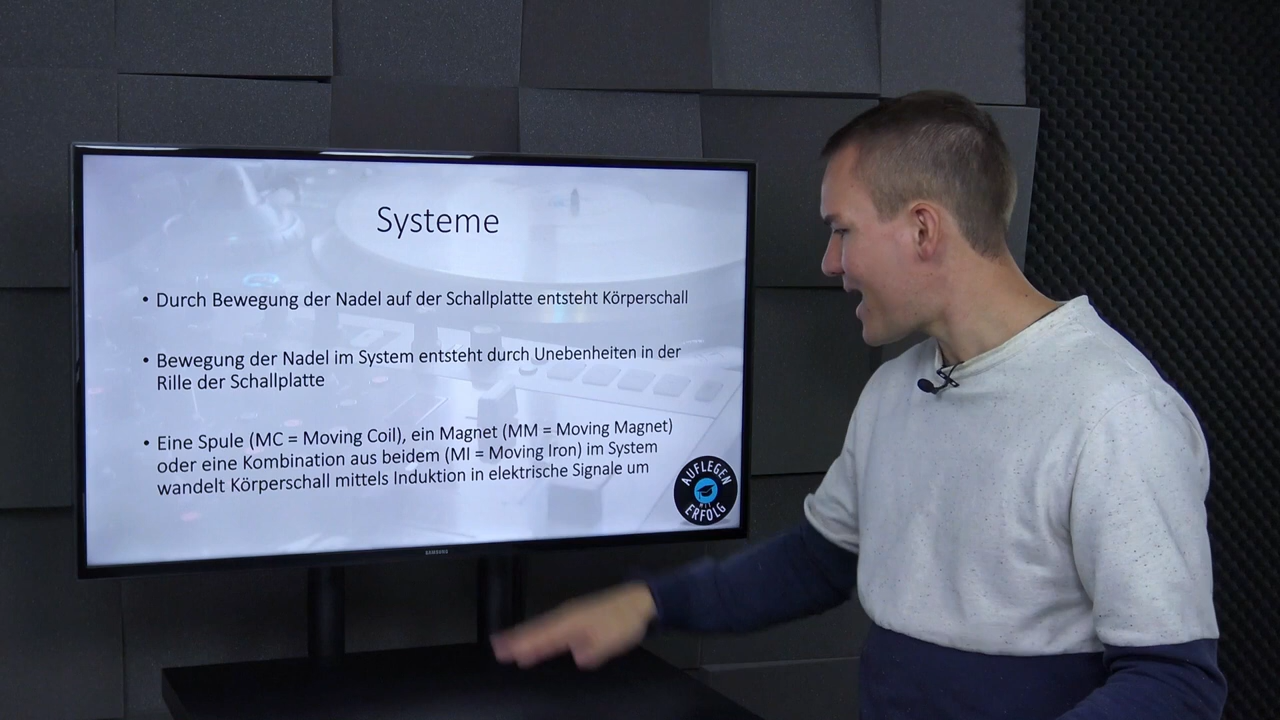 Systeme
• Durch Bewegung der Nadel auf der Schallplatte entsteht Körperschall
• Bewegung der Nadel im System entsteht durch Unebenheiten in der
Rille der Schallplatte
• Eine Spule (MC = Moving Coil), ein Magnet (MM = Moving Magnet)
oder eine Kombination aus beidem (MI = Moving Iron) im System
wandelt Körperschall mittels Induktion in elektrische Signale um
AUFLEGEN
MIT
ERFOLG
SAMSUNG